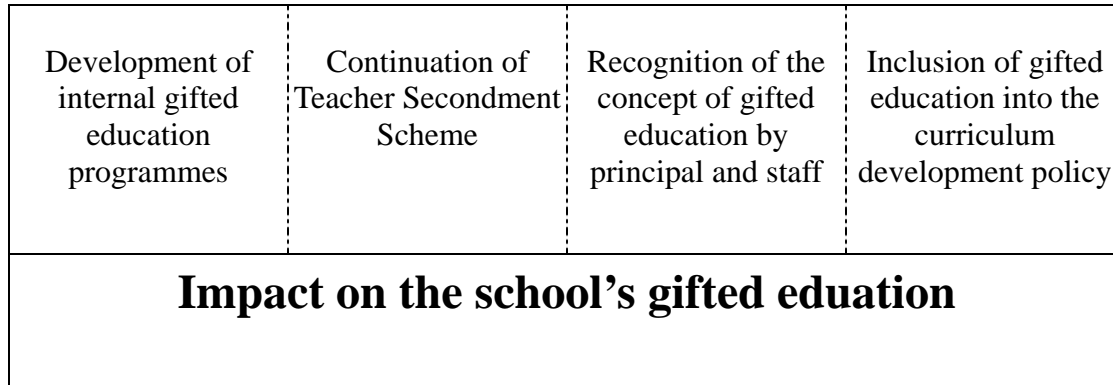 Development of
internal gifted
education
programmes
Continuation of
Teacher Secondment
Scheme
Recognition of the
concept of gifted
education by
principal and staff
Inclusion of gifted
education into the
curriculum
development policy
Impact on the school’s gifted eduation